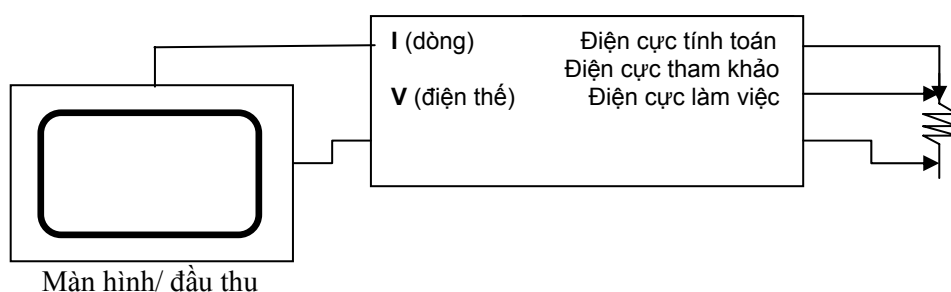 I (dòng) Điện cực tính toán
Điện cực tham khảo
V (điện thế) Điện cực làm việc
Màn hình/ đầu thu